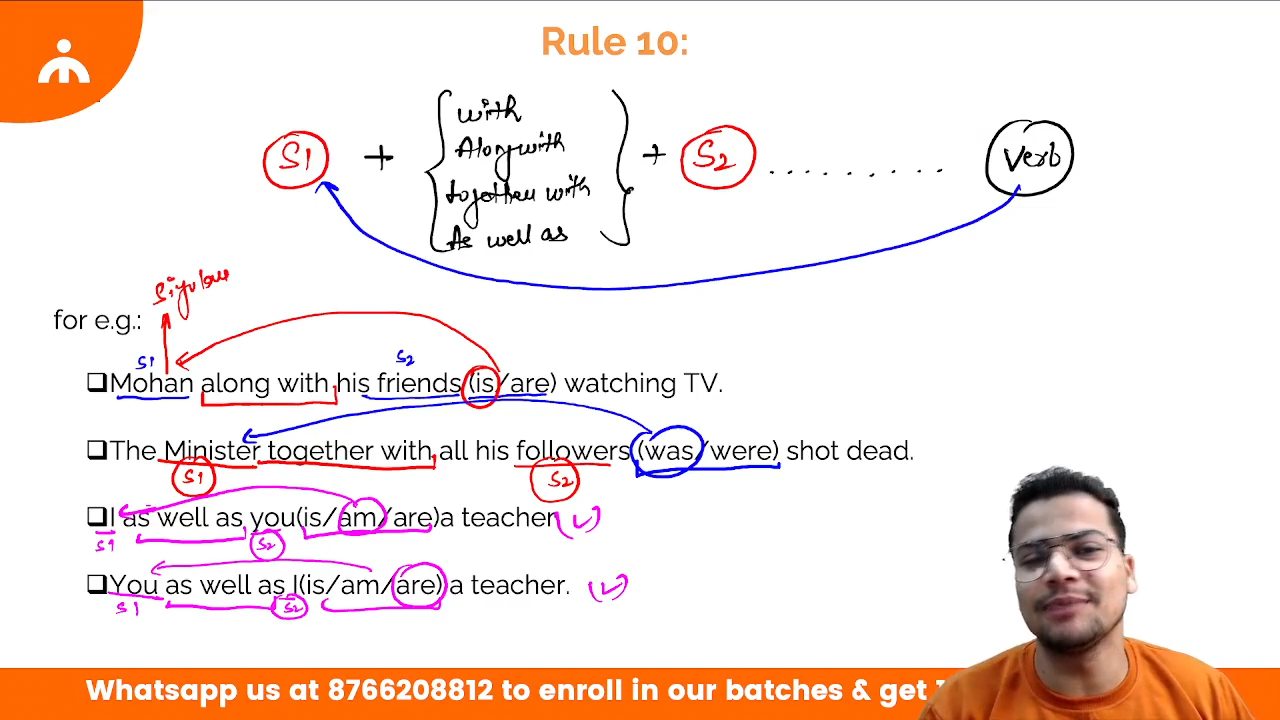 Rule 10:
S1 + { with } + S2 ......... Verb
Alongwith
together with
As well as
Singular
for e.g.:
S1 S2
❑Mohan along with his friends (is/are) watching TV.
❑The Minister together with all his followers (was/were) shot dead.
S1 S2
❑I as well as you(is/am/are)a teacher. (✓)
S1 S2
❑You as well as I(is/am/are) a teacher. (✓)
S1 S2
Whatsapp us at 8766208812 to enroll in our batches & get